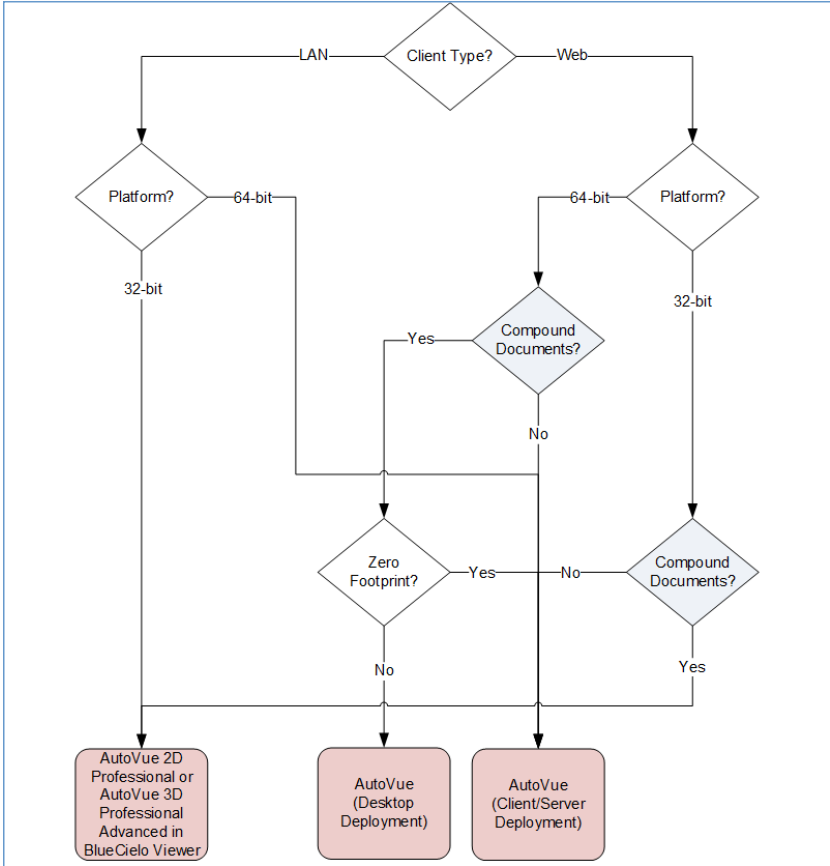 Client Type?
LAN
Web
Platform?
64-bit
64-bit
Platform?
32-bit
32-bit
Compound
Documents?
Yes
No
Zero
Footprint?
Yes
No
Compound
Documents?
No
Yes
AutoVue 2D
Professional or
AutoVue 3D
Professional
Advanced in
BlueCielo Viewer
AutoVue
(Desktop
Deployment)
AutoVue
(Client/Server
Deployment)